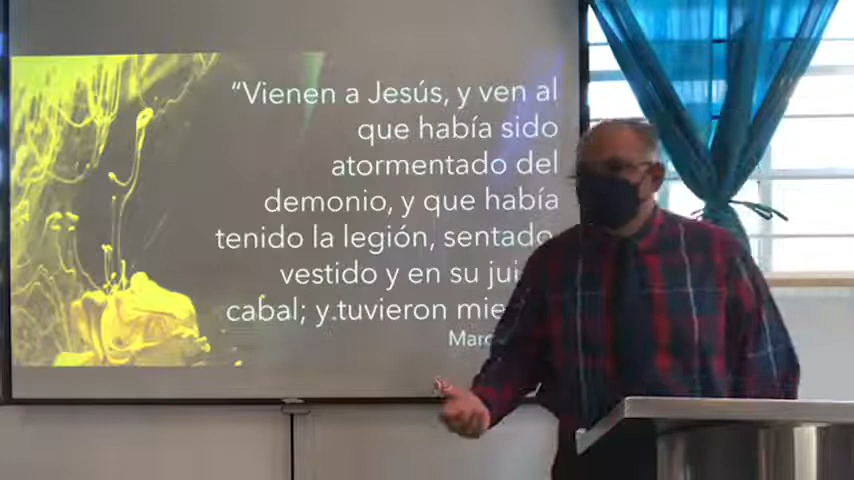 “Vienen a Jesús, y ven al
que había sido
atormentado del
demonio, y que había
tenido la legión, sentado,
vestido y en su
cabal; y tuvieron